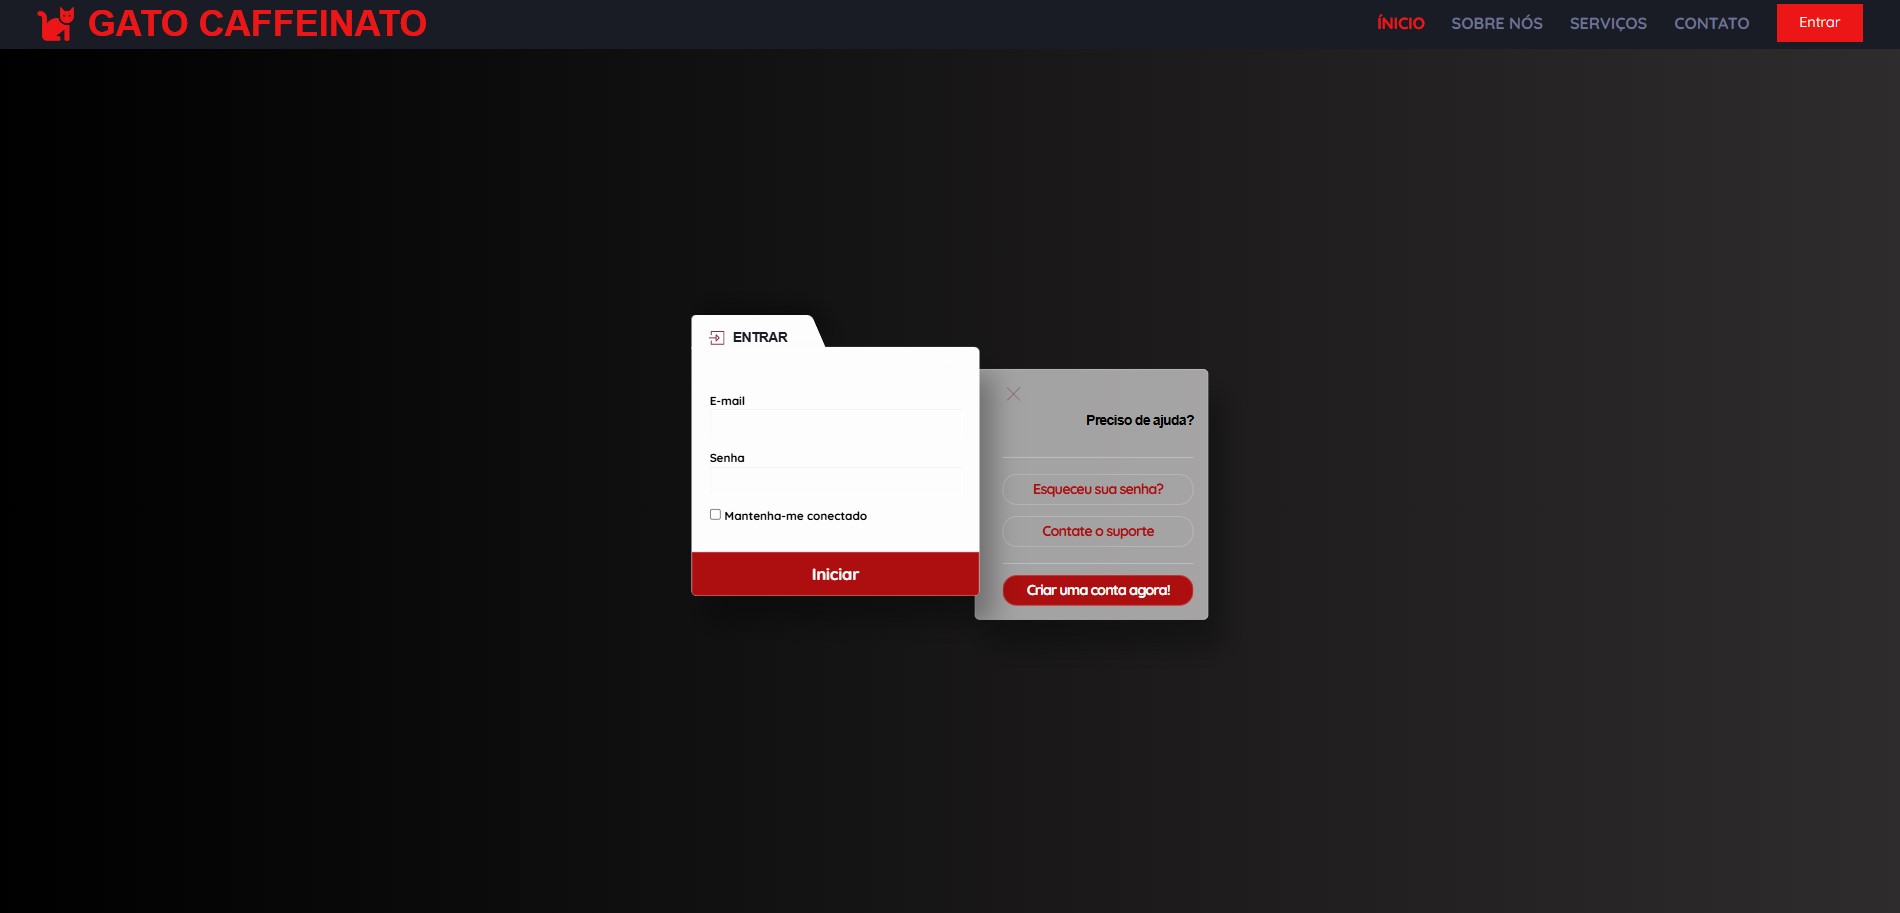 GATO CAFFEINATO
ÍNICIO
SOBRE NÓS
SERVIÇOS
CONTATO
Entrar
ENTRAR
E-mail
Senha
Mantenha-me conectado
Iniciar
Preciso de ajuda?
Esqueceu sua senha?
Contate o suporte
Criar uma conta agora!